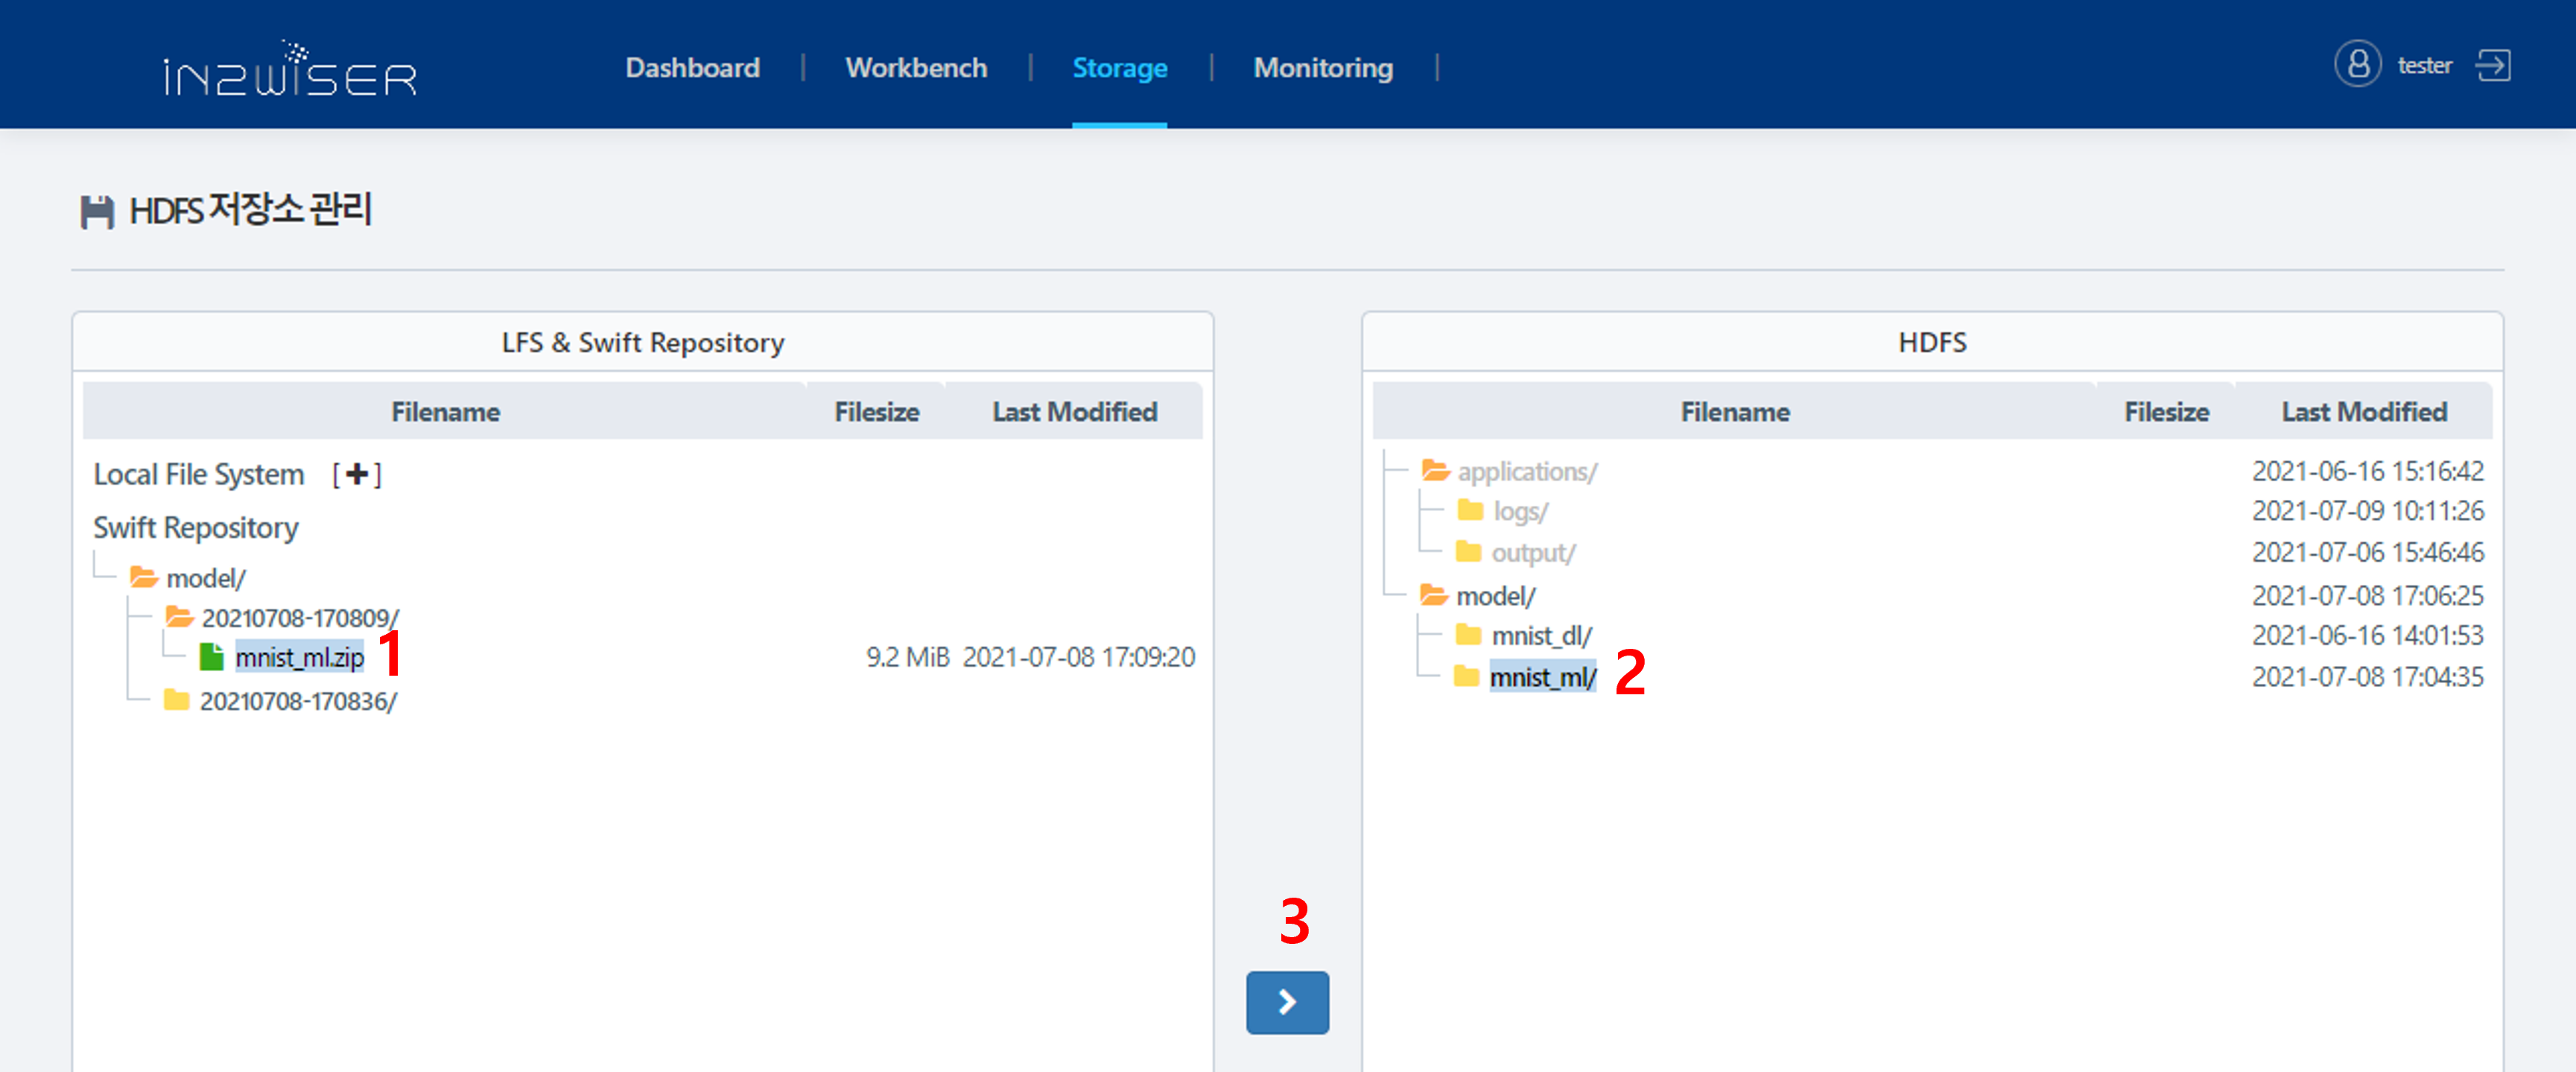 iN2WiSER
Dashboard | Workbench | Storage | Monitoring |
tester
HDFS 저장소 관리
LFS & Swift Repository
Filename Filesize Last Modified
Local File System [+]
Swift Repository
model/
20210708-170809/
mnist_ml.zip 1 9.2 MiB 2021-07-08 17:09:20
20210708-170836/
3
HDFS
Filename Filesize Last Modified
applications/ 2021-06-16 15:16:42
logs/ 2021-07-09 10:11:26
output/ 2021-07-06 15:46:46
model/ 2021-07-08 17:06:25
mnist_dl/ 2021-06-16 14:01:53
mnist_ml/ 2 2021-07-08 17:04:35